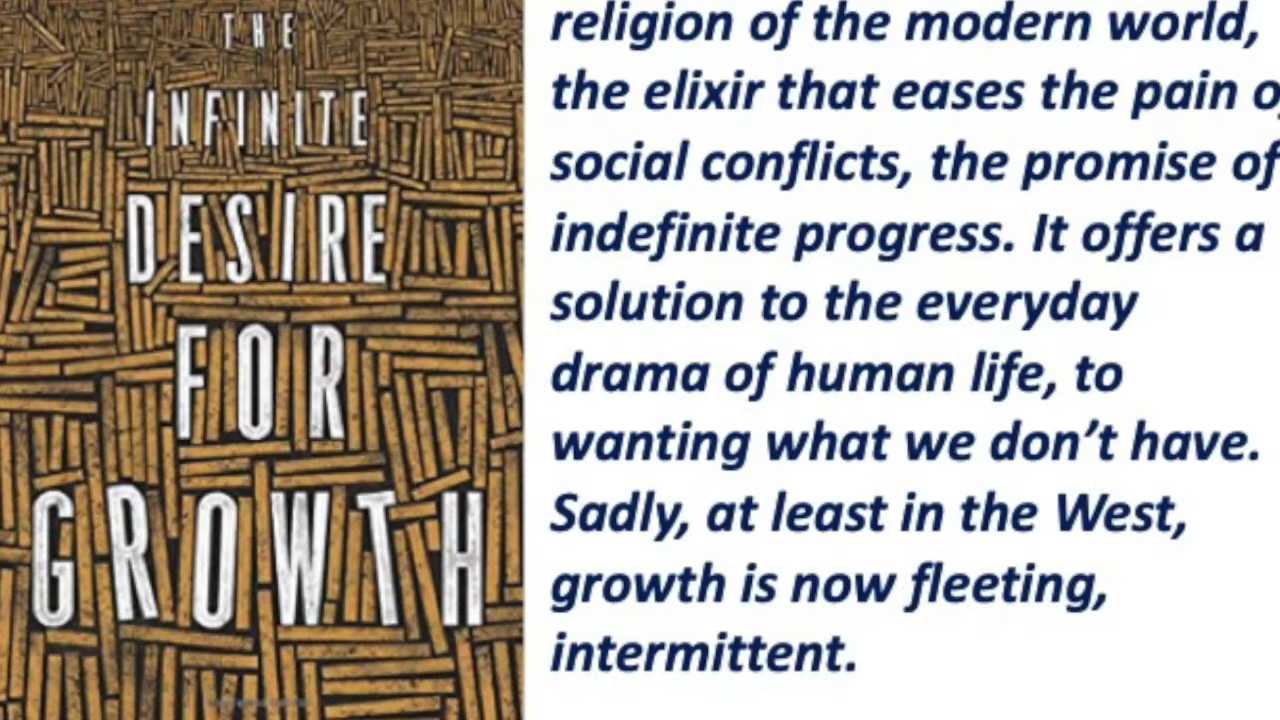 THE
INFINITE
DESIRE
FOR
GROWTH
religion of the modern world,
the elixir that eases the pain o
social conflicts, the promise of
indefinite progress. It offers a
solution to the everyday
drama of human life, to
wanting what we don’t have.
Sadly, at least in the West,
growth is now fleeting,
intermittent.